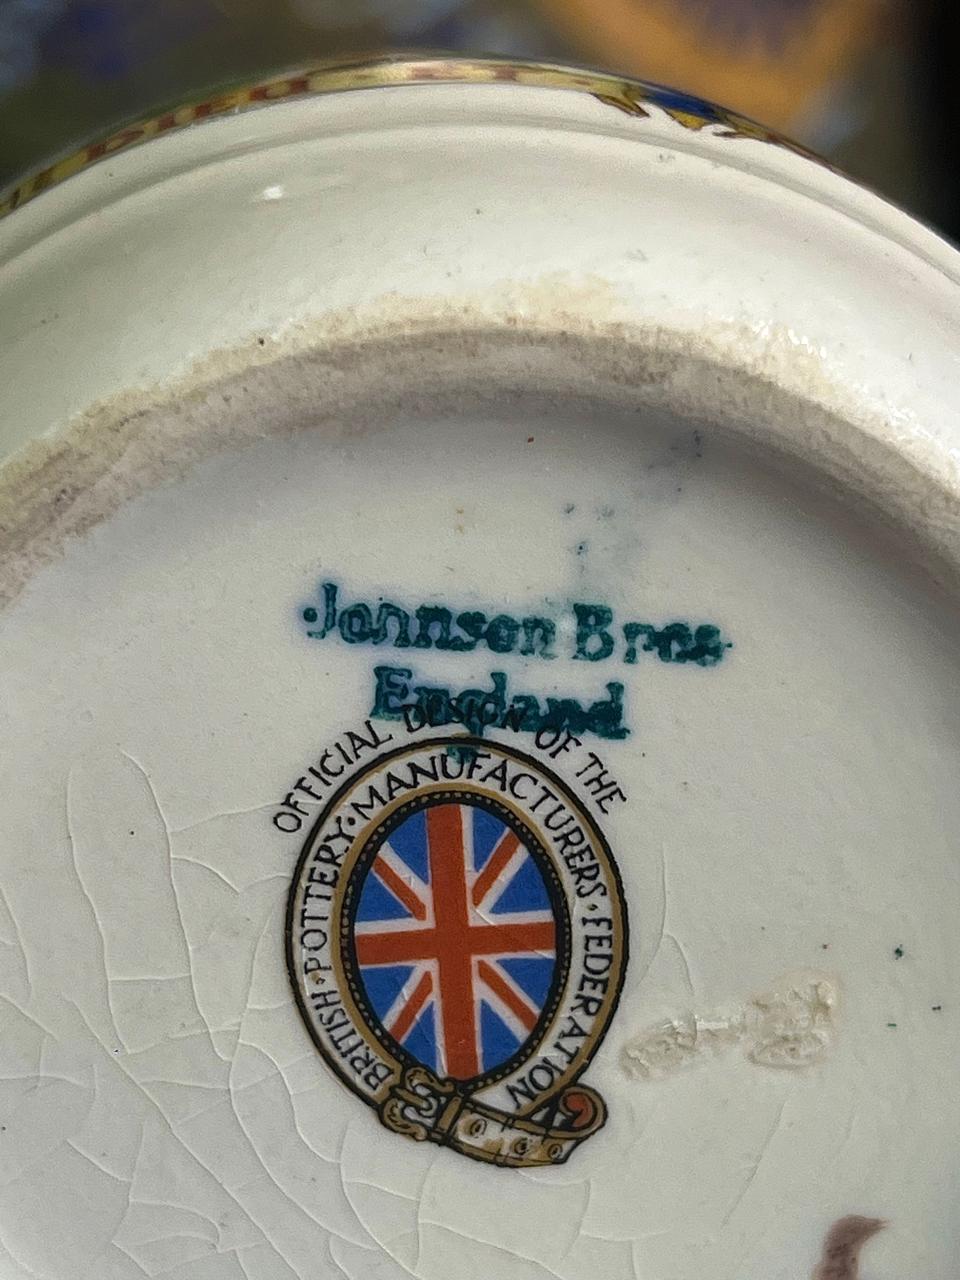 Johnson Bros
England
OFFICIAL DESIGN OF THE
BRITISH · POTTERY · MANUFACTURERS · FEDERATION